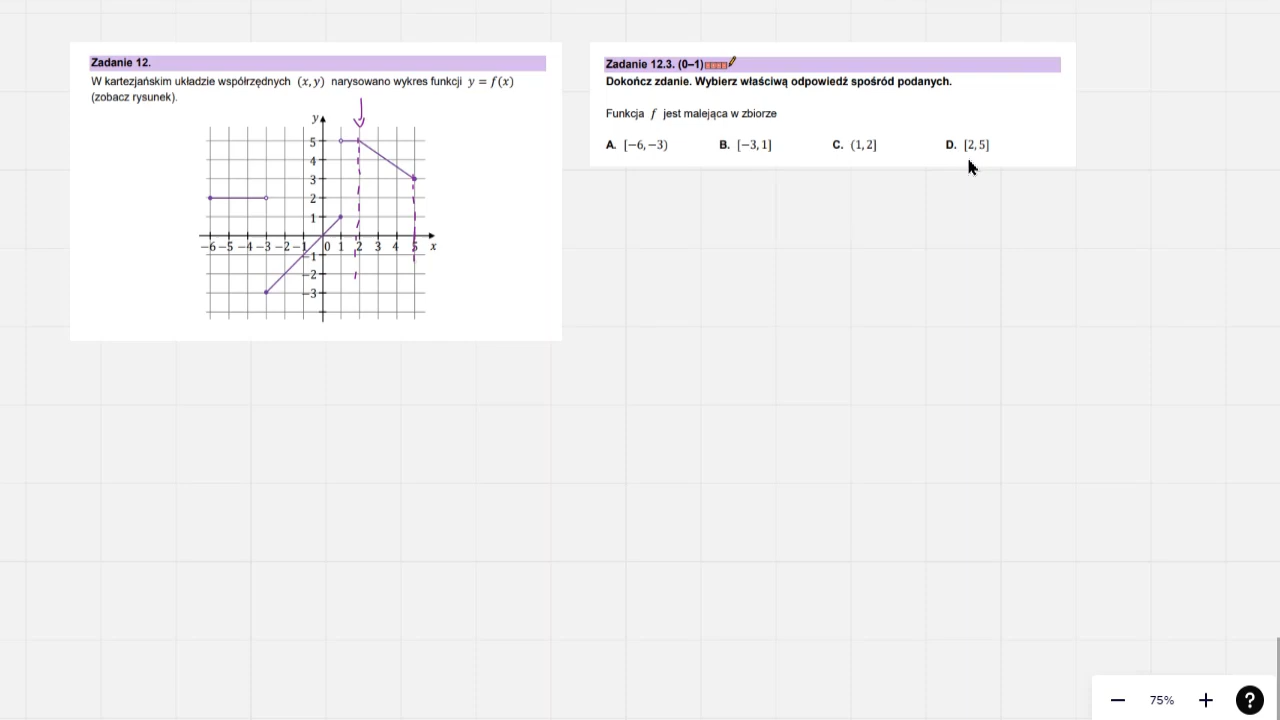 Zadanie 12.
W kartezjańskim układzie współrzędnych (x, y) narysowano wykres funkcji y = f(x)
(zobacz rysunek).
y
5
4
3
2
1
−6 −5 −4 −3 −2 −1 0 1 2 3 4 5 x
−1
−2
−3
Zadanie 12.3. (0–1)
Dokończ zdanie. Wybierz właściwą odpowiedź spośród podanych.
Funkcja f jest malejąca w zbiorze
A. [−6, −3) B. [−3, 1] C. (1, 2] D. [2, 5]
75%
?